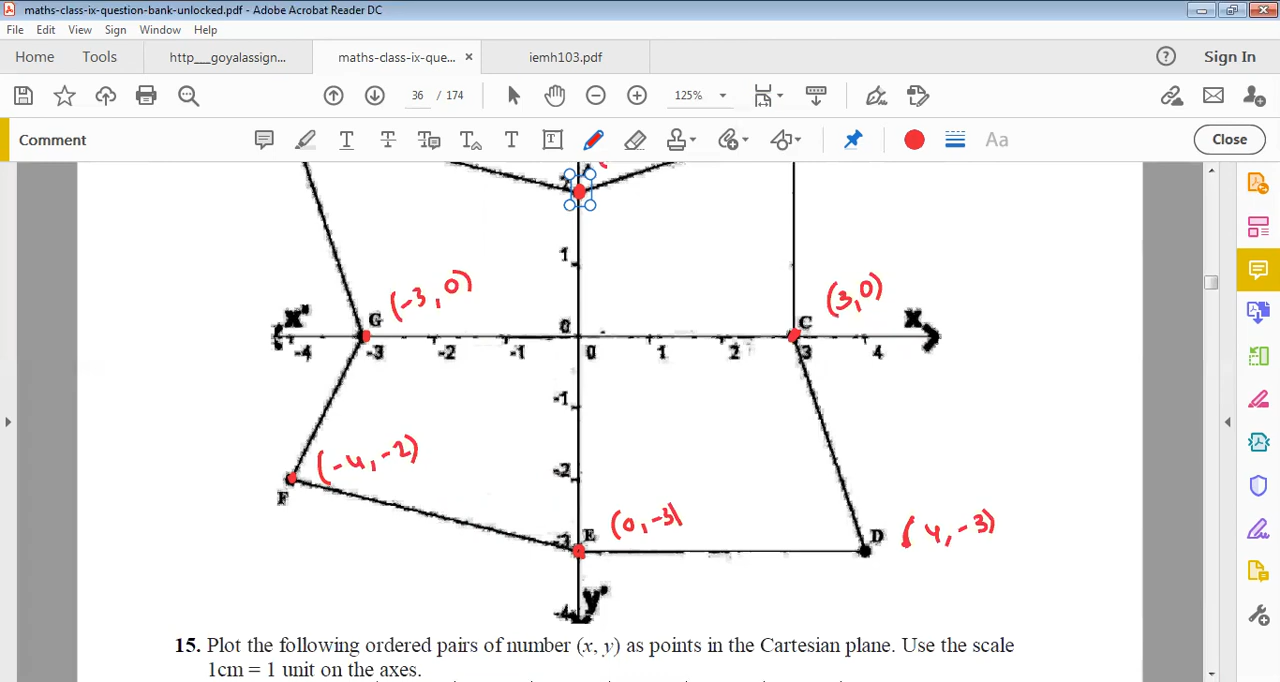 maths-class-ix-question-bank-unlocked.pdf - Adobe Acrobat Reader DC
File Edit View Sign Window Help
Home Tools http___goyalassign... maths-class-ix-que... × iemh103.pdf ? Sign In
36 / 174 125%
Comment T T T T T Aa Close
2
1
(-3, 0)
(3,0)
X' G 0 C X
-4 -3 -2 -1 0 1 2 3 4
-1
(-4, -2)
-2
F
(0, -3)
E
-3
D (4, -3)
-4 Y'
15. Plot the following ordered pairs of number (x, y) as points in the Cartesian plane. Use the scale
1cm = 1 unit on the axes.